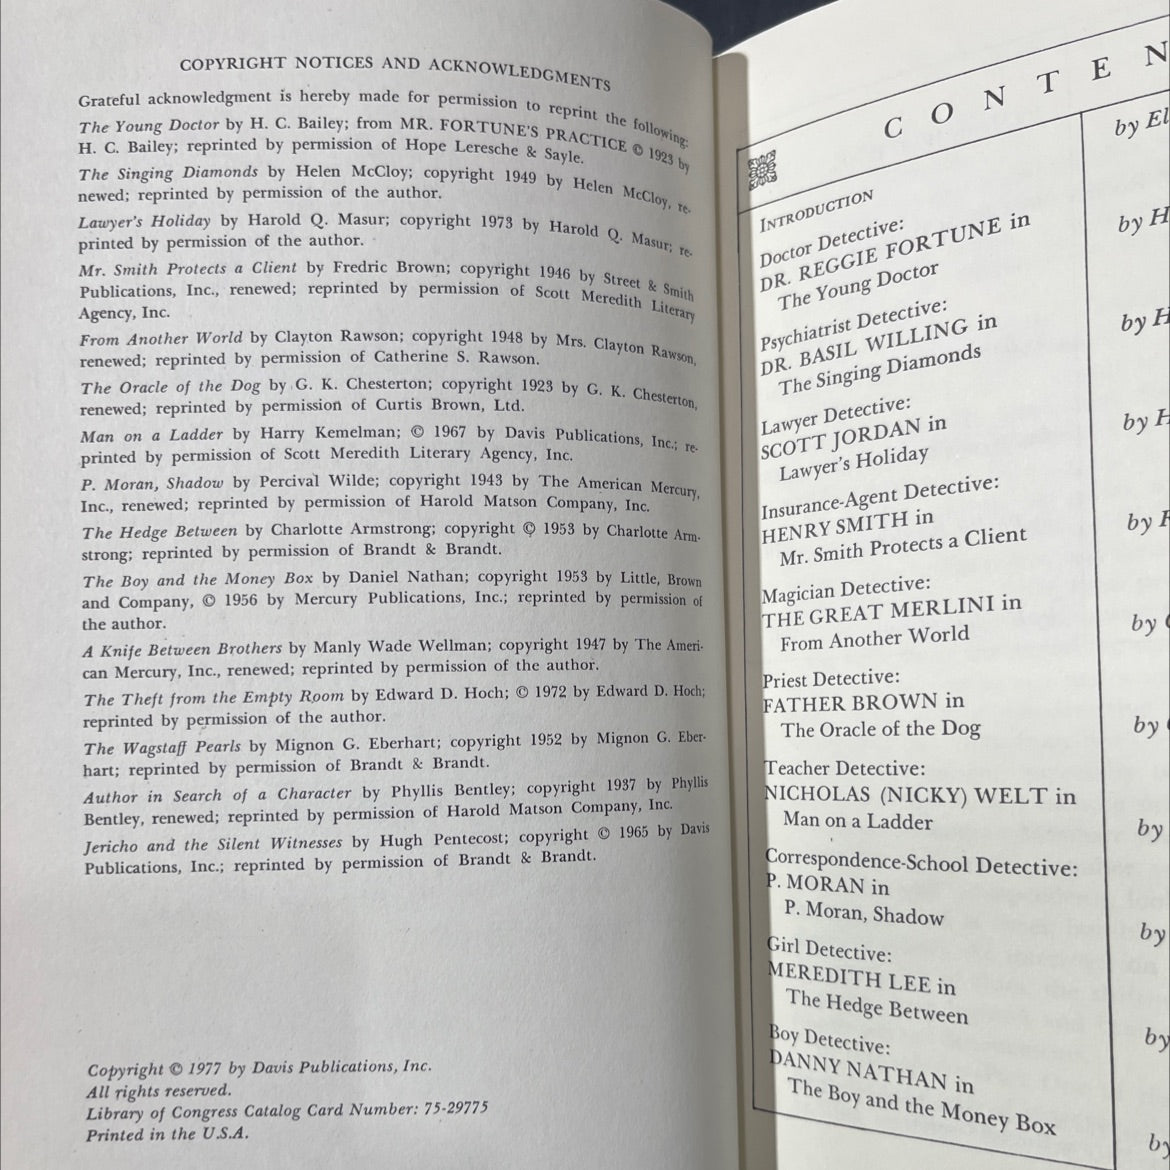 COPYRIGHT NOTICES AND ACKNOWLEDGMENTS
Grateful acknowledgment is hereby made for permission to reprint the following:
The Young Doctor by H. C. Bailey; from MR. FORTUNE'S PRACTICE © 1923 by
H. C. Bailey; reprinted by permission of Hope Leresche & Sayle.
The Singing Diamonds by Helen McCloy; copyright 1949 by Helen McCloy, re-
newed; reprinted by permission of the author.
Lawyer's Holiday by Harold Q. Masur; copyright 1973 by Harold Q. Masur; re-
printed by permission of the author.
Mr. Smith Protects a Client by Fredric Brown; copyright 1946 by Street & Smith
Publications, Inc., renewed; reprinted by permission of Scott Meredith Literary
Agency, Inc.
From Another World by Clayton Rawson; copyright 1948 by Mrs. Clayton Rawson,
renewed; reprinted by permission of Catherine S. Rawson.
The Oracle of the Dog by G. K. Chesterton; copyright 1923 by G. K. Chesterton,
renewed; reprinted by permission of Curtis Brown, Ltd.
Man on a Ladder by Harry Kemelman; © 1967 by Davis Publications, Inc.; re-
printed by permission of Scott Meredith Literary Agency, Inc.
P. Moran, Shadow by Percival Wilde; copyright 1943 by The American Mercury,
Inc., renewed; reprinted by permission of Harold Matson Company, Inc.
The Hedge Between by Charlotte Armstrong; copyright © 1953 by Charlotte Arm-
strong; reprinted by permission of Brandt & Brandt.
The Boy and the Money Box by Daniel Nathan; copyright 1953 by Little, Brown
and Company, © 1956 by Mercury Publications, Inc.; reprinted by permission of
the author.
A Knife Between Brothers by Manly Wade Wellman; copyright 1947 by The Ameri-
can Mercury, Inc., renewed; reprinted by permission of the author.
The Theft from the Empty Room by Edward D. Hoch; © 1972 by Edward D. Hoch;
reprinted by permission of the author.
The Wagstaff Pearls by Mignon G. Eberhart; copyright 1952 by Mignon G. Eber-
hart; reprinted by permission of Brandt & Brandt.
Author in Search of a Character by Phyllis Bentley; copyright 1937 by Phyllis
Bentley, renewed; reprinted by permission of Harold Matson Company, Inc.
Jericho and the Silent Witnesses by Hugh Pentecost; copyright © 1965 by Davis
Publications, Inc.; reprinted by permission of Brandt & Brandt.
Copyright © 1977 by Davis Publications, Inc.
All rights reserved.
Library of Congress Catalog Card Number: 75-29775
Printed in the U.S.A.
C O N T E N
INTRODUCTION
by El
Doctor Detective:
DR. REGGIE FORTUNE in
The Young Doctor
by H
Psychiatrist Detective:
DR. BASIL WILLING in
The Singing Diamonds
by H
Lawyer Detective:
SCOTT JORDAN in
Lawyer's Holiday
by H
Insurance-Agent Detective:
HENRY SMITH in
Mr. Smith Protects a Client
by F
Magician Detective:
THE GREAT MERLINI in
From Another World
by C
Priest Detective:
FATHER BROWN in
The Oracle of the Dog
by
Teacher Detective:
NICHOLAS (NICKY) WELT in
Man on a Ladder
by
Correspondence-School Detective:
P. MORAN in
P. Moran, Shadow
by
Girl Detective:
MEREDITH LEE in
The Hedge Between
by
Boy Detective:
DANNY NATHAN in
The Boy and the Money Box
by